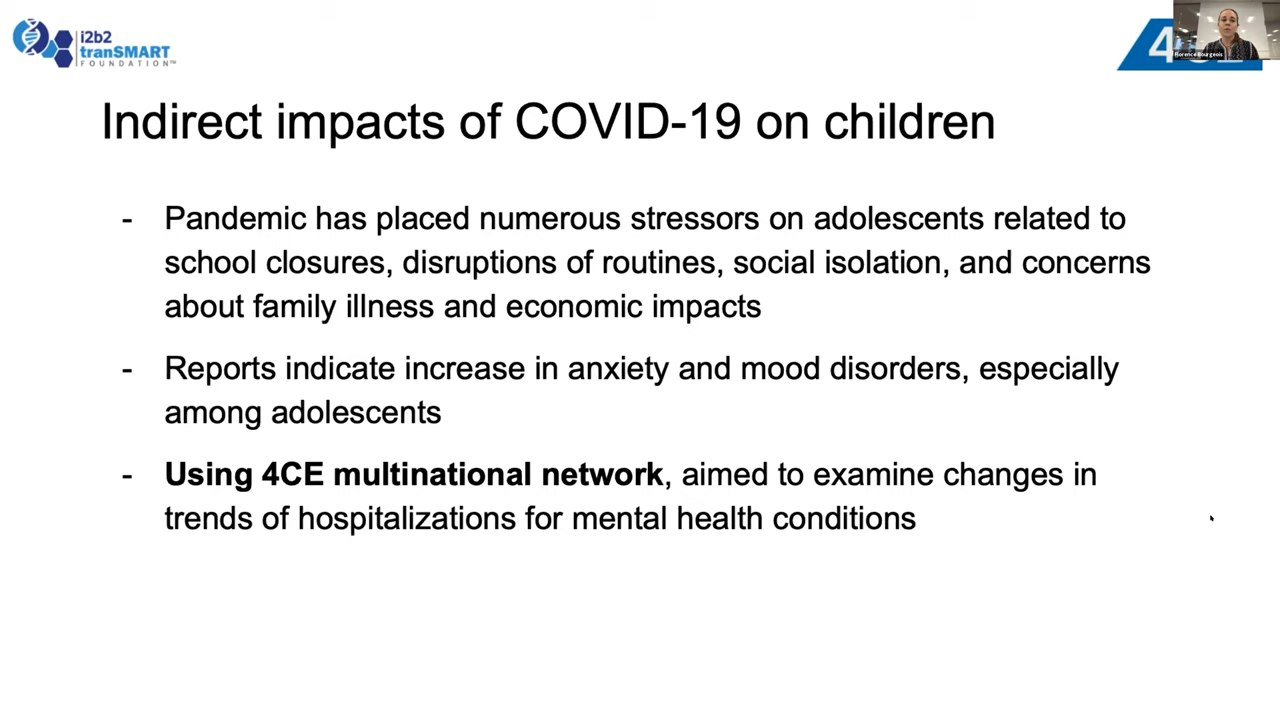 i2b2
tranSMART
FOUNDATION™
Florence Bourgeois
Indirect impacts of COVID-19 on children
- Pandemic has placed numerous stressors on adolescents related to
school closures, disruptions of routines, social isolation, and concerns
about family illness and economic impacts
- Reports indicate increase in anxiety and mood disorders, especially
among adolescents
- Using 4CE multinational network, aimed to examine changes in
trends of hospitalizations for mental health conditions